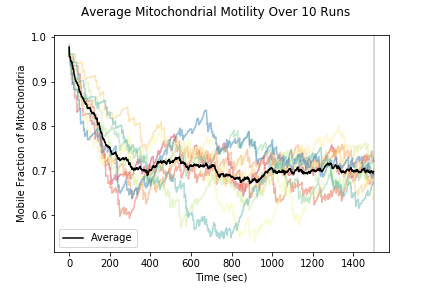 Average Mitochondrial Motility Over 10 Runs
1.0
0.9
0.8
0.7
0.6
Mobile Fraction of Mitochondria
Average
0 200 400 600 800 1000 1200 1400
Time (sec)